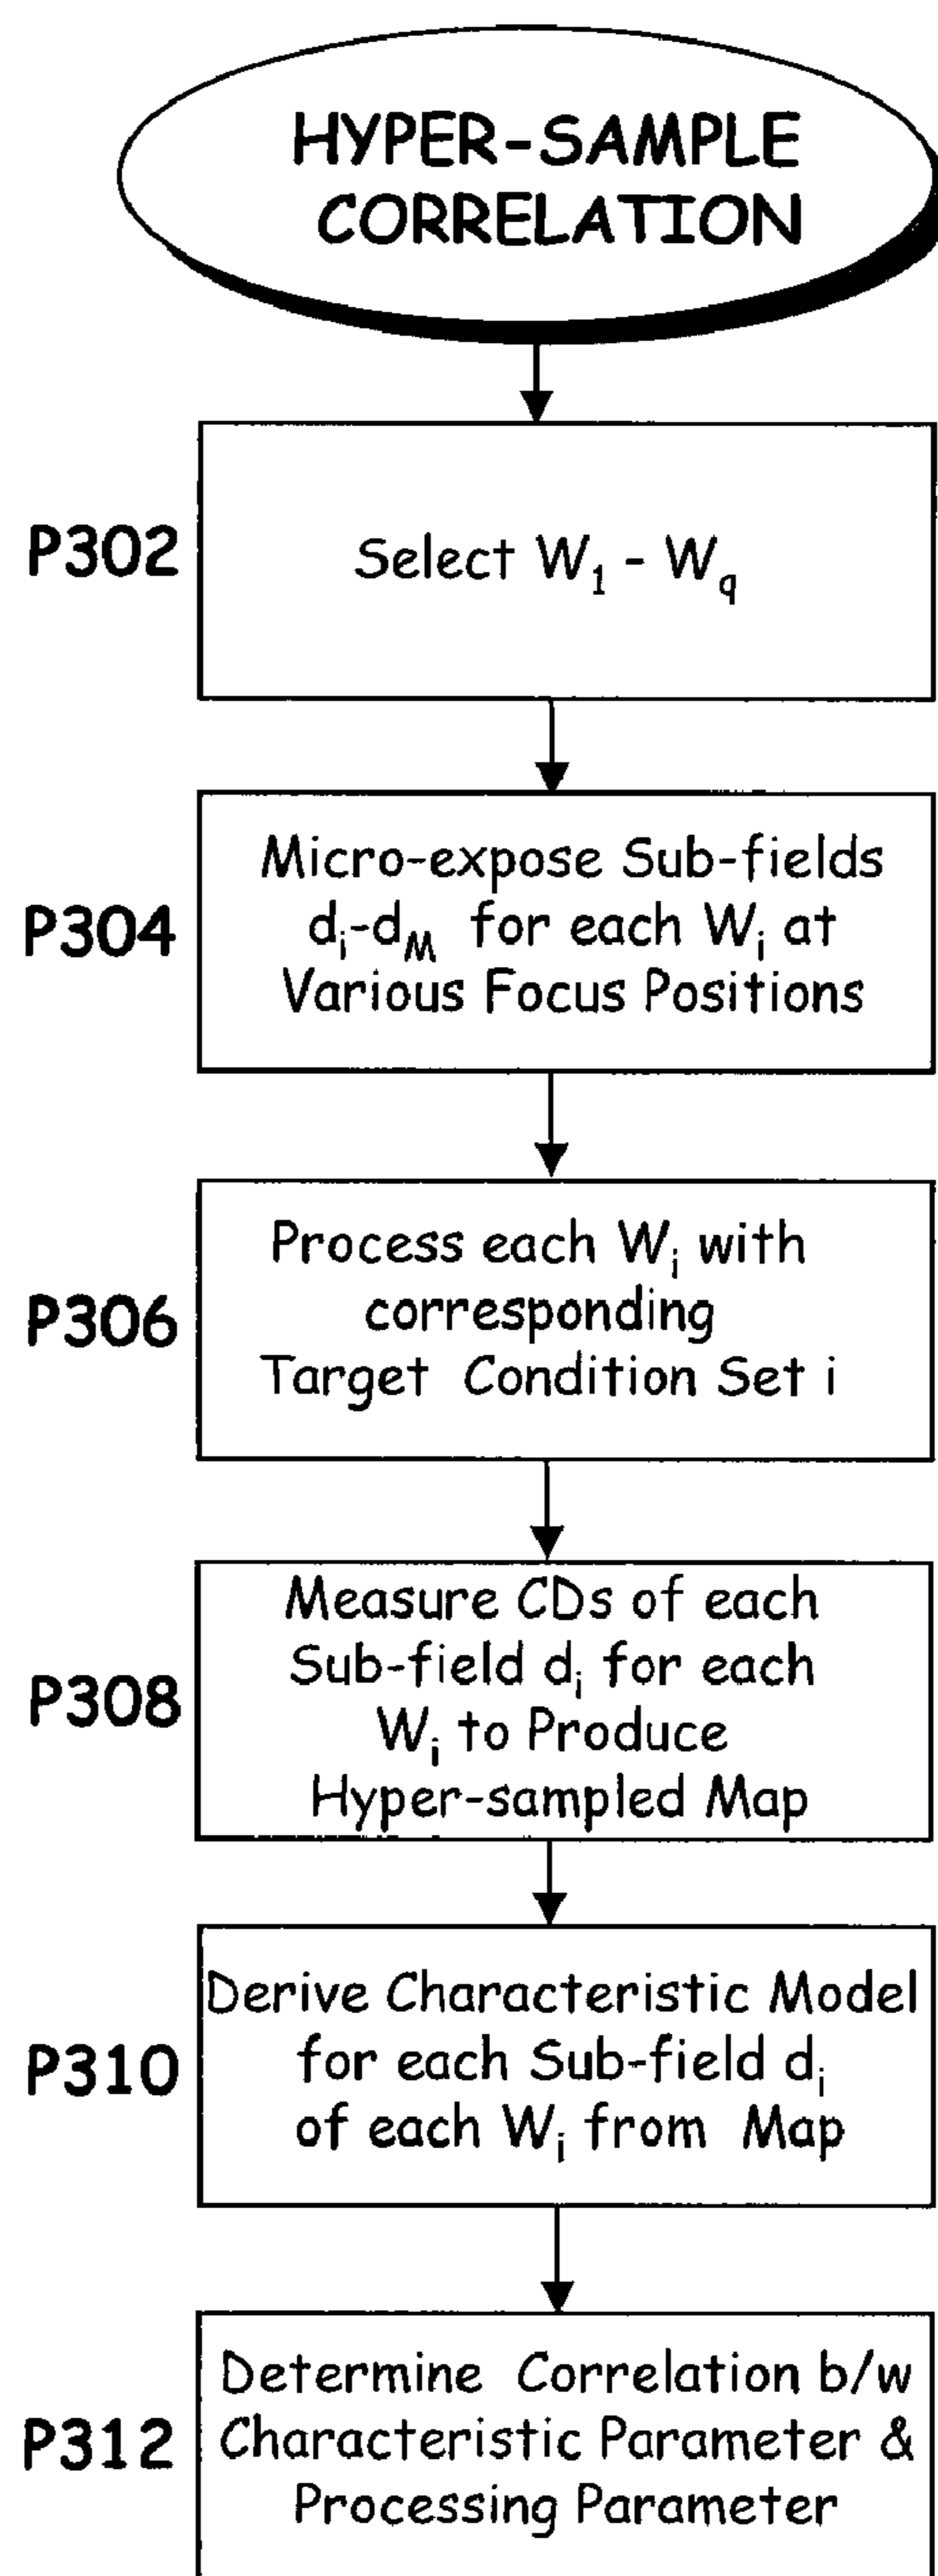 HYPER-SAMPLE
CORRELATION
P302
Select W₁ - W_q
P304
Micro-expose Sub-fields
dᵢ-d_M for each Wᵢ at
Various Focus Positions
P306
Process each Wᵢ with
corresponding
Target Condition Set i
P308
Measure CDs of each
Sub-field dᵢ for each
Wᵢ to Produce
Hyper-sampled Map
P310
Derive Characteristic Model
for each Sub-field dᵢ
of each Wᵢ from Map
P312
Determine Correlation b/w
Characteristic Parameter &
Processing Parameter